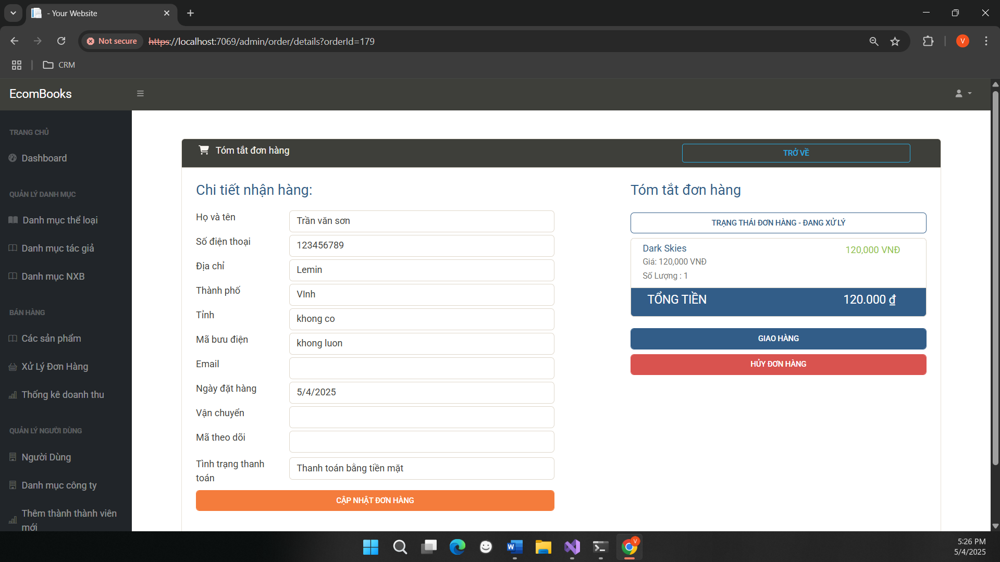 - Your Website
Not secure
https://localhost:7069/admin/order/details?orderId=179
V
CRM
EcomBooks
TRANG CHỦ
Dashboard
QUẢN LÝ DANH MỤC
Danh mục thể loại
Danh mục tác giả
Danh mục NXB
BÁN HÀNG
Các sản phẩm
Xử Lý Đơn Hàng
Thống kê doanh thu
QUẢN LÝ NGƯỜI DÙNG
Người Dùng
Danh mục công ty
Thêm thành thành viên
mới
Tóm tắt đơn hàng
TRỞ VỀ
Chi tiết nhận hàng:
Họ và tên
Trần văn sơn
Số điện thoại
123456789
Địa chỉ
Lemin
Thành phố
VInh
Tỉnh
khong co
Mã bưu điện
khong luon
Email
Ngày đặt hàng
5/4/2025
Vận chuyển
Mã theo dõi
Tình trạng thanh
toán
Thanh toán bằng tiền mặt
CẬP NHẬT ĐƠN HÀNG
Tóm tắt đơn hàng
TRẠNG THÁI ĐƠN HÀNG - ĐANG XỬ LÝ
Dark Skies
120,000 VNĐ
Giá: 120,000 VNĐ
Số Lượng : 1
TỔNG TIỀN
120.000 ₫
GIAO HÀNG
HỦY ĐƠN HÀNG
W
V
5:26 PM
5/4/2025